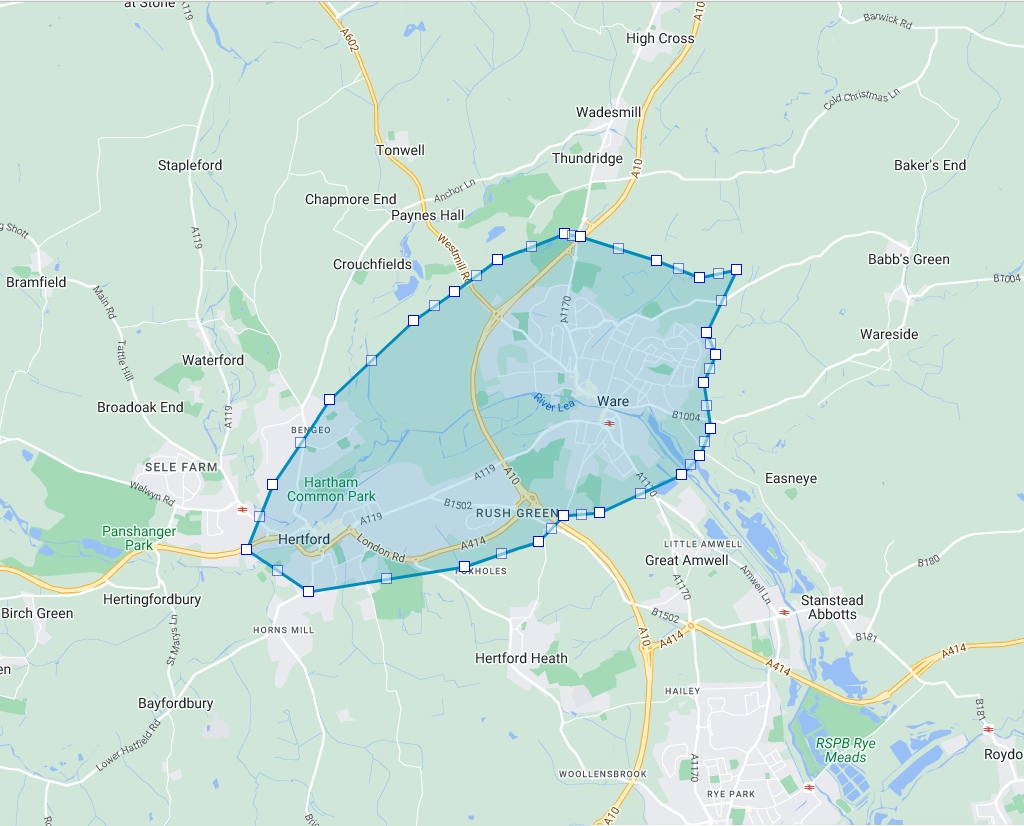 at Stone
A119
A602
A10
Barwick Rd
High Cross
Cold Christmas Ln
Wadesmill
Tonwell
Thundridge
Stapleford
A10
Baker's End
Anchor Ln
Chapmore End
Paynes Hall
g Shott
A119
Westmill R
Babb's Green
Crouchfields
Bramfield
B1004
Main Rd
A1170
Wareside
Tattle Hill
Waterford
River Lea
Ware
Broadoak End
A119
B1004
BENGEO
SELE FARM
A119
A10
A1170
Easneye
Welwyn Rd
Hartham
Common Park
B1502
RUSH GREEN
A119
Panshanger
Park
Hertford
London Rd
A414
LITTLE AMWELL
Great Amwell
B180
FOXHOLES
Amwell Ln
A1170
Hertingfordbury
Birch Green
Stanstead
Abbotts
B1502
St Marys Ln
HORNS MILL
A10
A414
B181
A414
A414
en
Hertford Heath
HAILEY
Bayfordbury
B181
Lower Hatfield Rd
RSPB Rye
Meads
Roydo
A1170
WOOLLENSBROOK
RYE PARK
A10